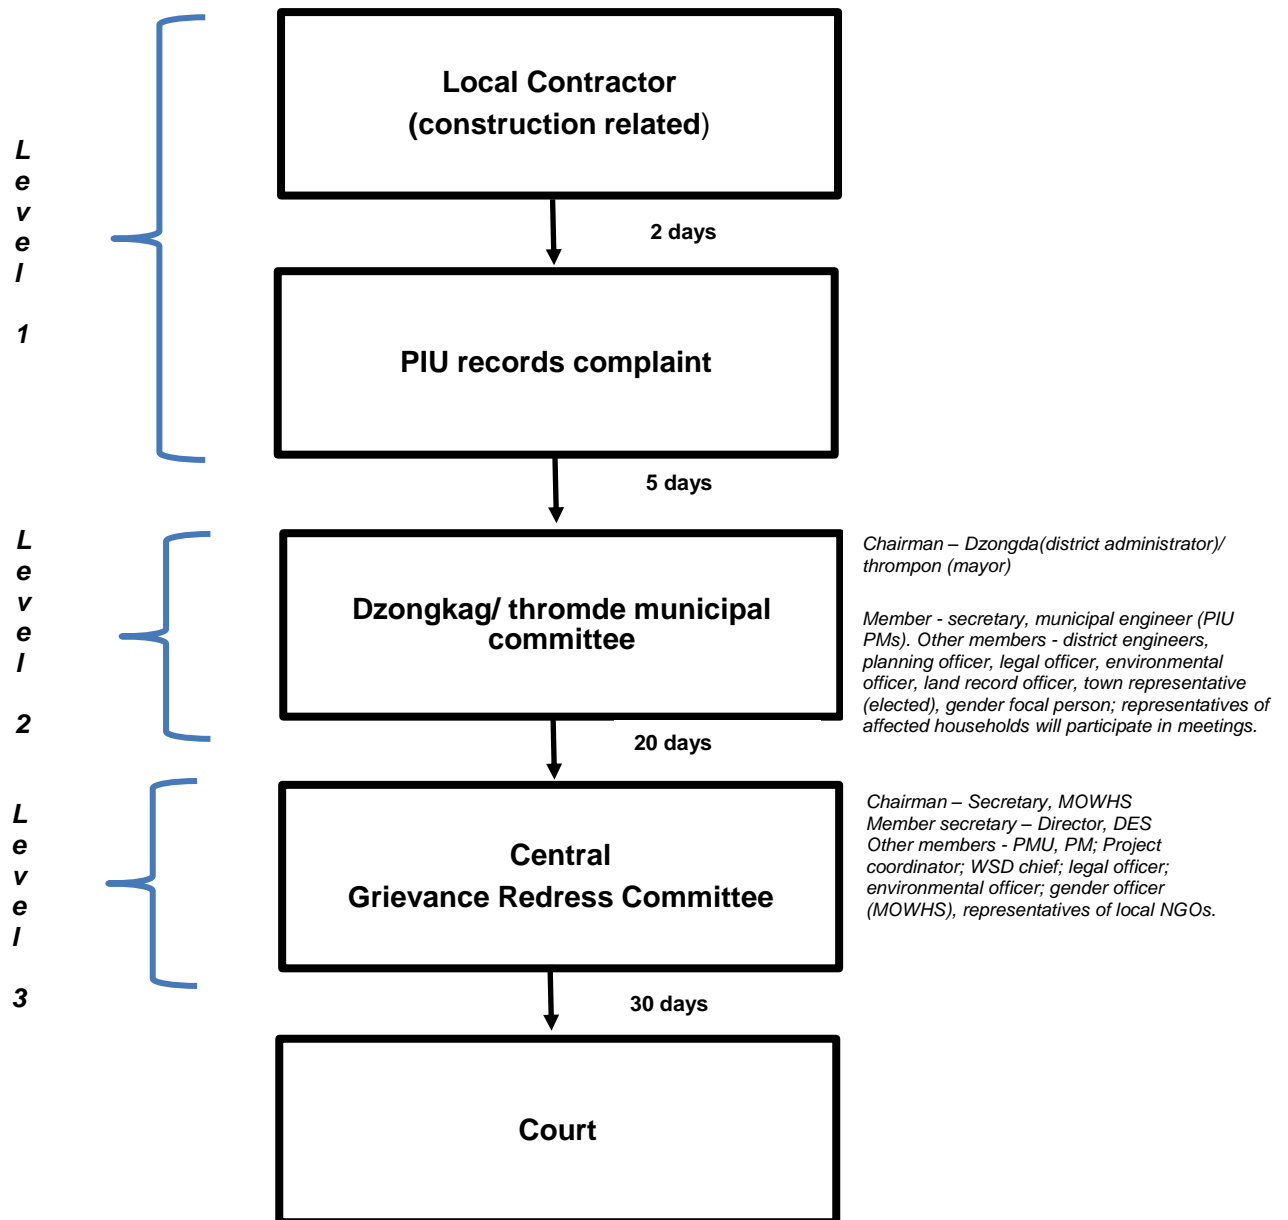 Level 1
Local Contractor
(construction related)
2 days
PIU records complaint
5 days
Level 2
Dzongkag/ thromde municipal
committee
Chairman – Dzongda(district administrator)/
thrompon (mayor)
Member - secretary, municipal engineer (PIU
PMs). Other members - district engineers,
planning officer, legal officer, environmental
officer, land record officer, town representative
(elected), gender focal person; representatives of
affected households will participate in meetings.
20 days
Level 3
Central
Grievance Redress Committee
Chairman – Secretary, MOWHS
Member secretary – Director, DES
Other members - PMU, PM; Project
coordinator; WSD chief; legal officer;
environmental officer; gender officer
(MOWHS), representatives of local NGOs.
30 days
Court